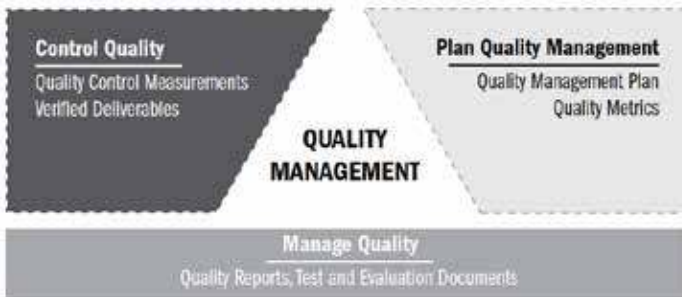 Control Quality
Quality Control Measurements
Verified Deliverables
Plan Quality Management
Quality Management Plan
Quality Metrics
QUALITY
MANAGEMENT
Manage Quality
Quality Reports, Test and Evaluation Documents